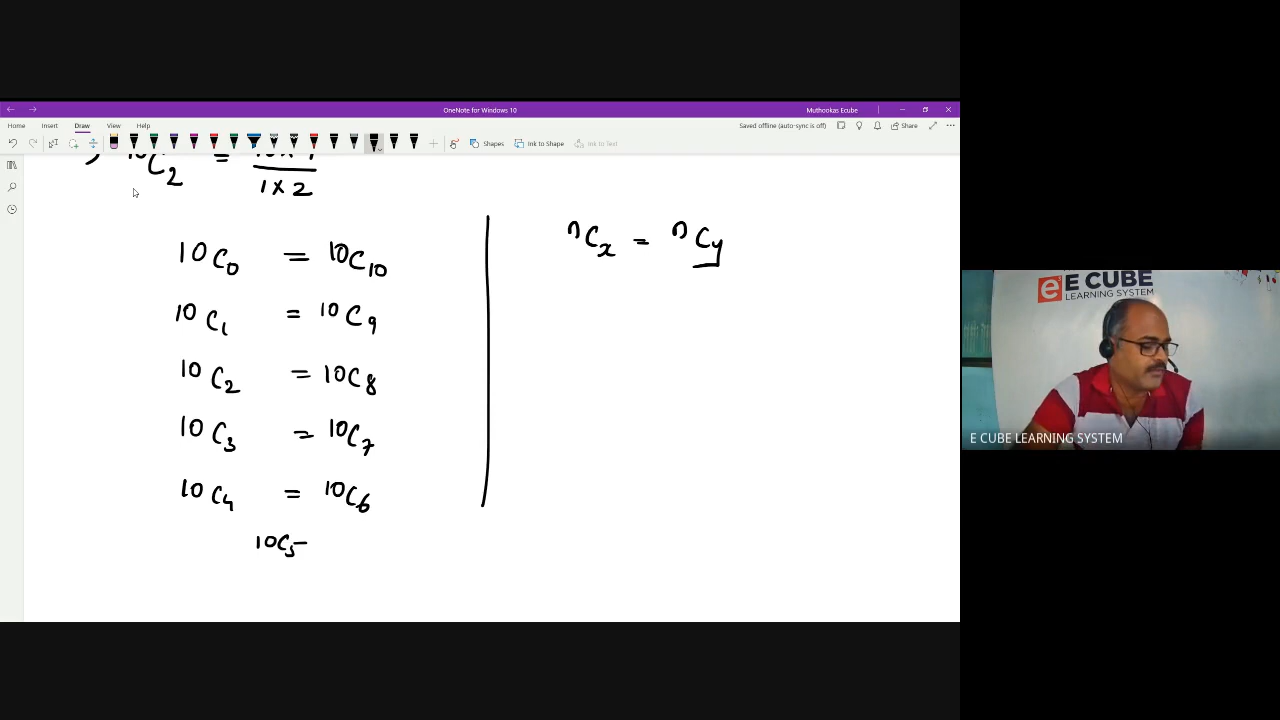 OneNote for Windows 10
Muthookas Ecube
Home Insert Draw View Help
Saved offline (auto-sync is off)
Share
Shapes Ink to Shape Ink to Text
10C2 =
1 x 2
10C0 = 10C10
10C1 = 10C9
10C2 = 10C8
10C3 = 10C7
10C4 = 10C6
10C5
nCx = nCy
e3 E CUBE
LEARNING SYSTEM
E CUBE LEARNING SYSTEM